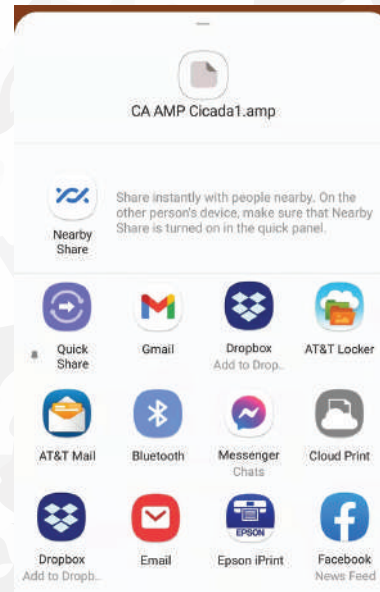 CA AMP Cicada1.amp
Share instantly with people nearby. On the
other person's device, make sure that Nearby
Share is turned on in the quick panel.
Nearby
Share
Quick
Share
Gmail
Dropbox
Add to Drop..
AT&T Locker
AT&T Mail
Bluetooth
Messenger
Chats
Cloud Print
Dropbox
Add to Dropb..
Email
EPSON
Epson iPrint
Facebook
News Feed